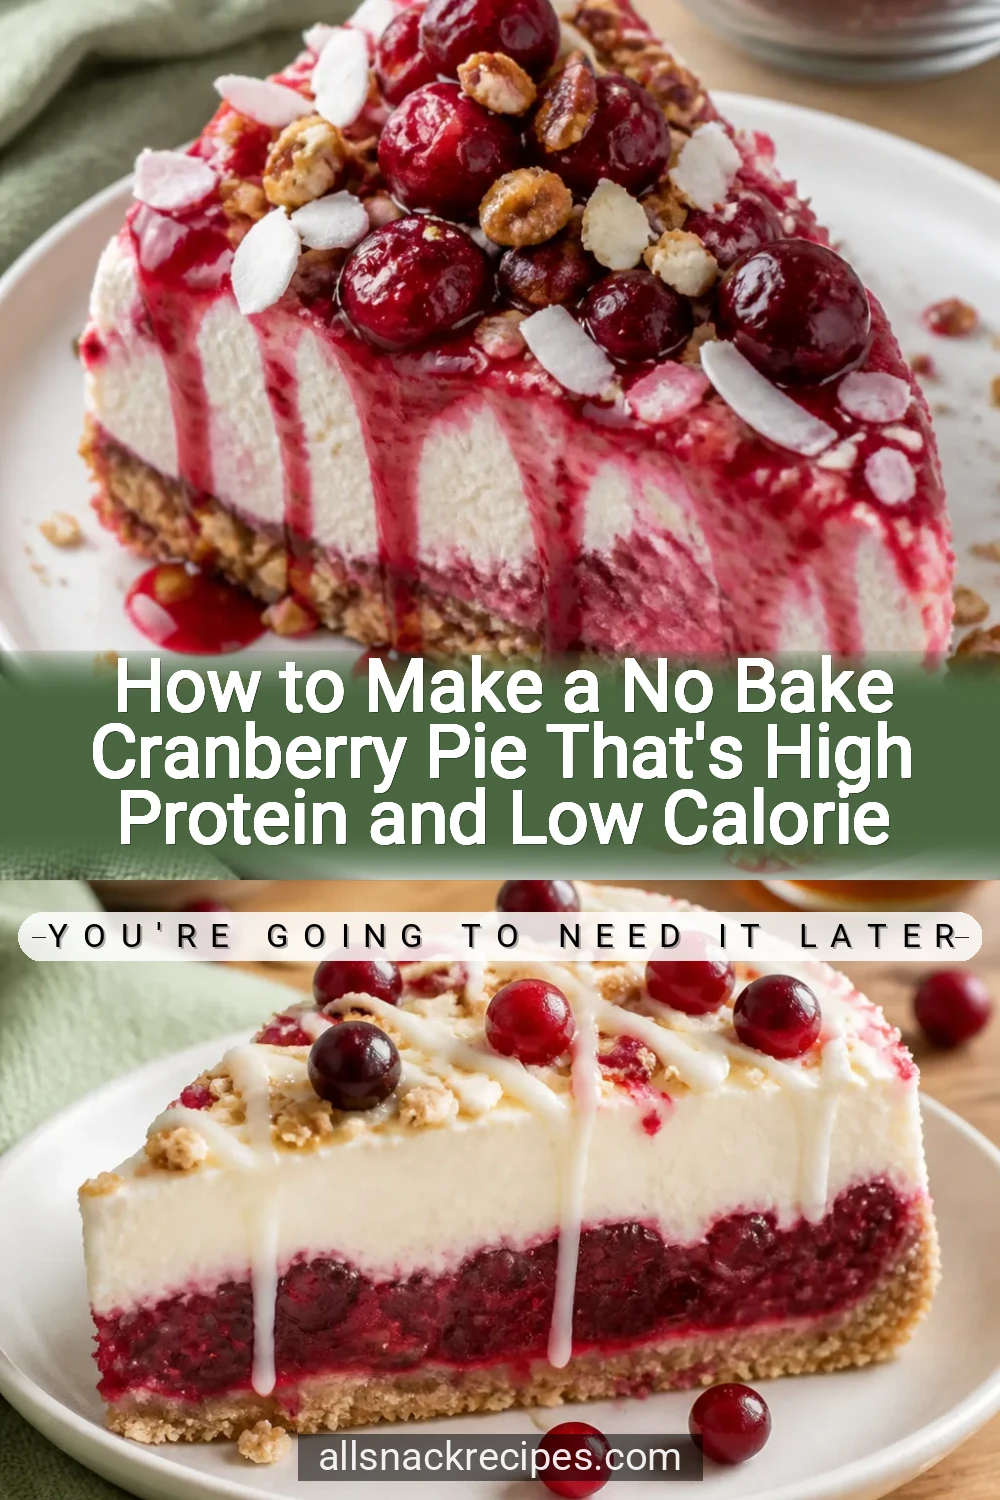 How to Make a No Bake
Cranberry Pie That's High
Protein and Low Calorie
YOU'RE GOING TO NEED IT LATER
allsnackrecipes.com